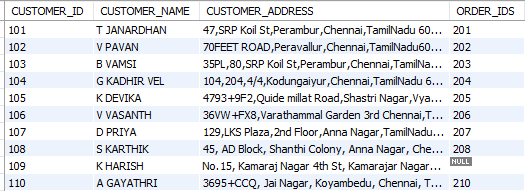 CUSTOMER_ID CUSTOMER_NAME CUSTOMER_ADDRESS ORDER_IDS
101 T JANARDHAN 47,SRP Koil St,Perambur,Chennai,TamilNadu 60... 201
102 V PAVAN 70FEET ROAD,Peravallur,Chennai,TamilNadu60... 202
103 B VAMSI 35PL,80,SRP Koil St,Perambur,Chennai,TamilN... 203
104 G KADHIR VEL 104,204,4/4,Kodungaiyur,Chennai,TamilNadu... 204
105 K DEVIKA 4793+9F2,Quide millat Road,Shastri Nagar,Vya... 205
106 V VASANTH 36VW+FX8,Varathammal Garden 3rd Chennai,T... 206
107 D PRIYA 129,LKS Plaza,2nd Floor,Anna Nagar,TamilNadu... 207
108 S KARTHIK 45, AD Block, Shanthi Colony, Anna Nagar, Che... 208
109 K HARISH No.15, Kamaraj Nagar 4th St, Kamarajar Nagar... NULL
110 A GAYATHRI 3695+CCQ, Jai Nagar, Koyambedu, Chennai, T... 210